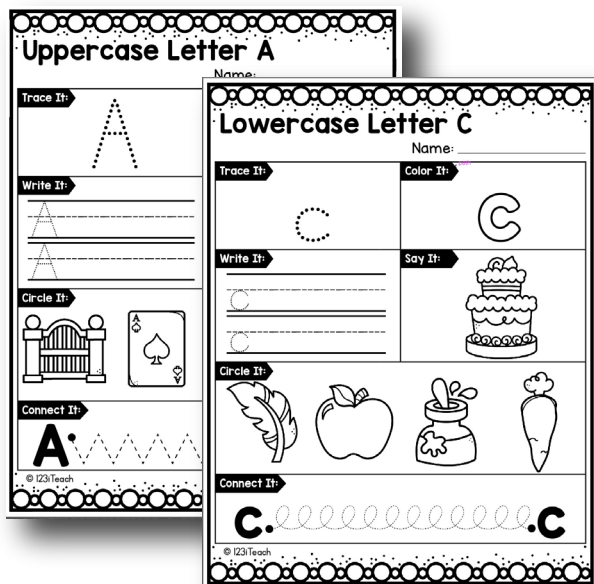 Uppercase Letter A
Name:
Trace It:
A
Write It:
A
A
Circle It:
A
A
Connect It:
A
© 123iTeach
Lowercase Letter C
Name:
Trace It:
c
Color It:
c
Write It:
c
c
Say It:
Circle It:
Connect It:
c
c
© 123iTeach